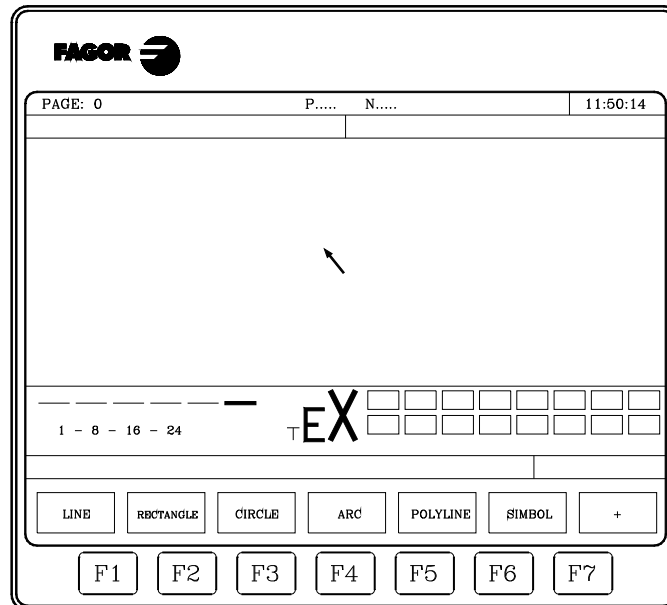 FAGOR
PAGE: 0 P..... N..... 11:50:14
1 - 8 - 16 - 24 TEX
LINE RECTANGLE CIRCLE ARC POLYLINE SIMBOL +
F1 F2 F3 F4 F5 F6 F7